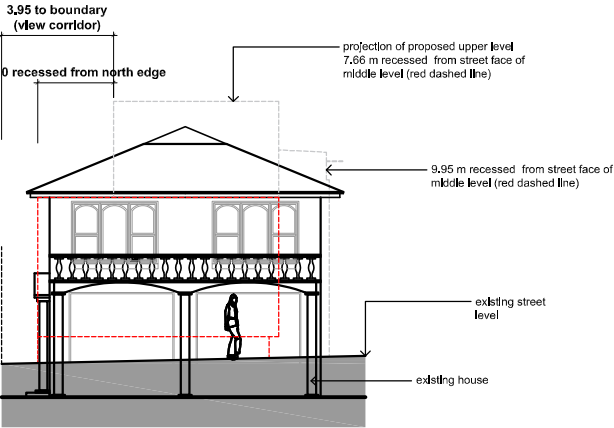 3.95 to boundary
(view corridor)
0 recessed from north edge
projection of proposed upper level
7.66 m recessed from street face of
middle level (red dashed line)
9.95 m recessed from street face of
middle level (red dashed line)
existing street
level
existing house